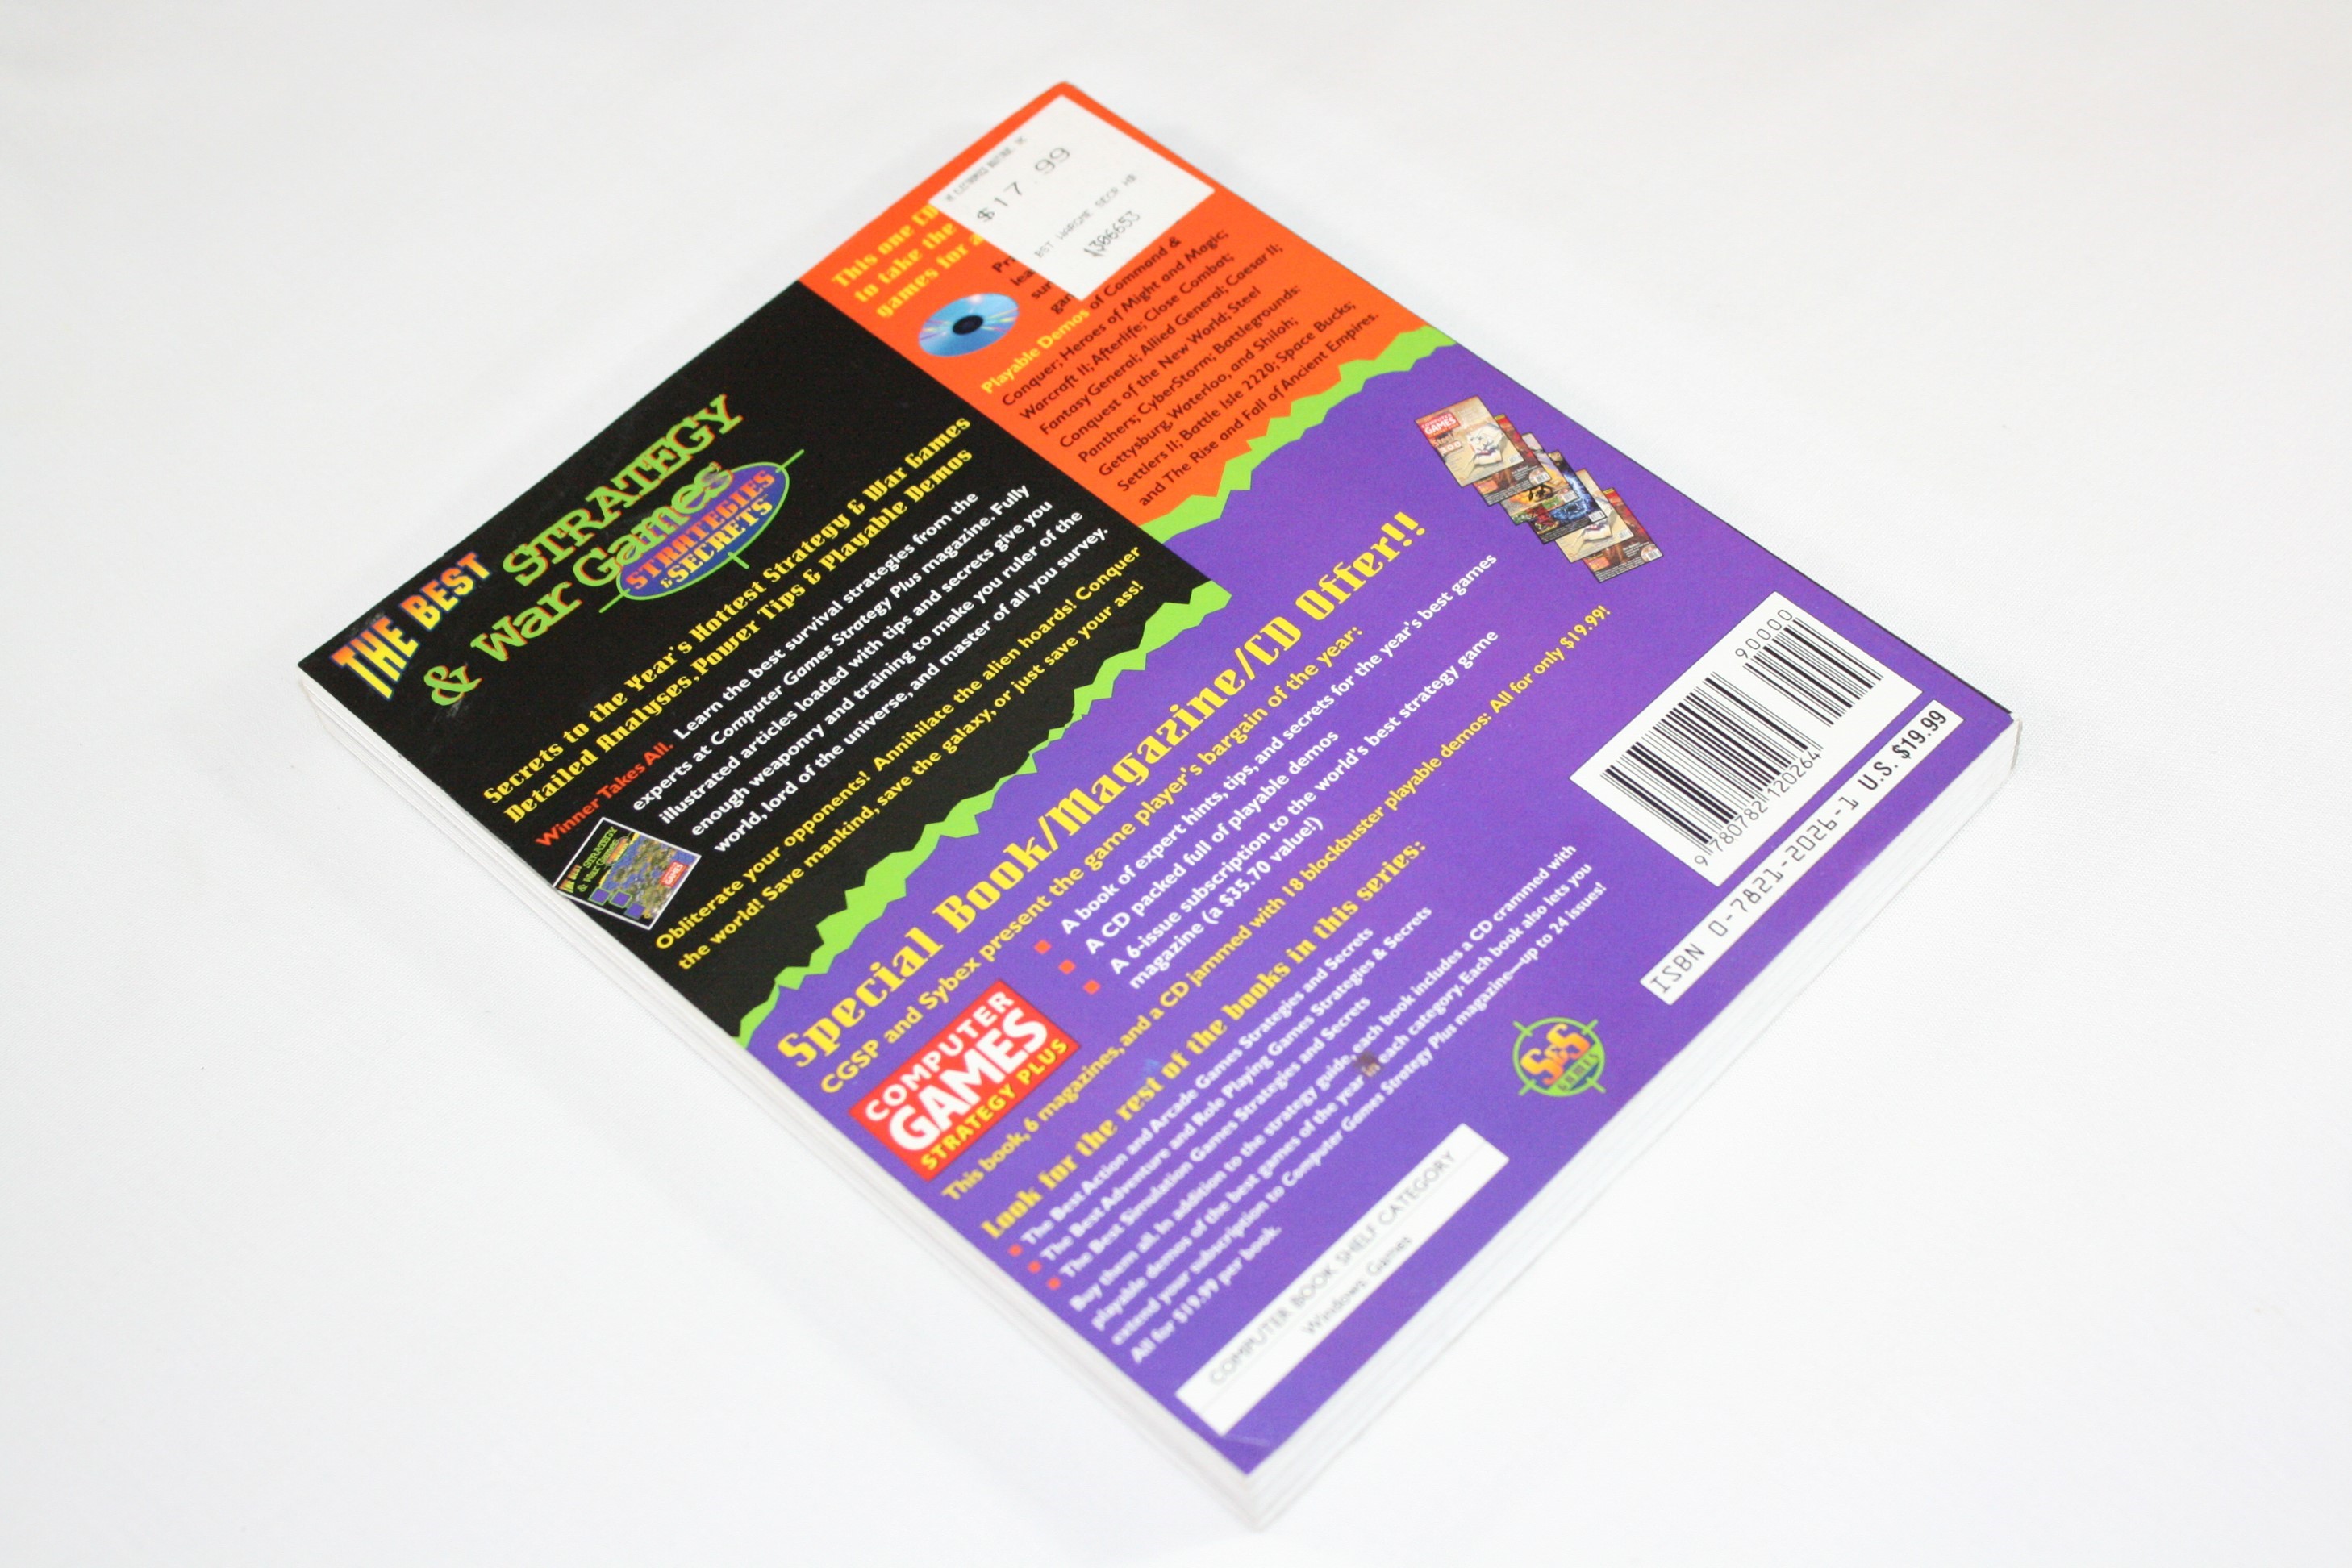 THE BEST
STRATEGY
& War Games
STRATEGIES
& SECRETS
Secrets to the Year's Hottest Strategy & War Games
Detailed Analyses, Power Tips & Playable Demos
Winner Takes All. Learn the best survival strategies from the
experts at Computer Games Strategy Plus magazine. Fully
illustrated articles loaded with tips and secrets give you
enough weaponry and training to make you ruler of the
world, lord of the universe, and master of all you survey.
Obliterate your opponents! Annihilate the alien hoards! Conquer
the world! Save mankind, save the galaxy, or just save your ass!
STRATEGY
& War Games
ELECTRONICS BOUTIQUE, INC
$17.99
BST WARGME SECR HB
1386653
This one CD
to take the
games for a
Playable Demos of Command &
Conquer; Heroes of Might and Magic;
Warcraft II; Afterlife; Close Combat;
Fantasy General; Allied General; Caesar II;
Conquest of the New World; Steel
Panthers; CyberStorm; Battlegrounds:
Gettysburg, Waterloo, and Shiloh;
Settlers II; Battle Isle 2220; Space Bucks;
and The Rise and Fall of Ancient Empires.
Special Book/Magazine/CD Offer!!
CGSP and Sybex present the game player's bargain of the year:
A book of expert hints, tips, and secrets for the year's best games
A CD packed full of playable demos
A 6-issue subscription to the world's best strategy game
magazine (a $35.70 value!)
COMPUTER
GAMES
STRATEGY PLUS
This book, 6 magazines, and a CD jammed with 18 blockbuster playable demos: All for only $19.99!
Look for the rest of the books in this series:
The Best Action and Arcade Games Strategies and Secrets
The Best Adventure and Role Playing Games Strategies & Secrets
The Best Simulation Games Strategies and Secrets
Buy them all. In addition to the strategy guide, each book includes a CD crammed with
playable demos of the best games of the year in each category. Each book also lets you
extend your subscription to Computer Games Strategy Plus magazine—up to 24 issues!
All for $19.99 per book.
GAMES
90000
9 780782 120264
ISBN 0-7821-2026-1 U.S. $19.99
S&S
GAMES
COMPUTER BOOK SHELF CATEGORY
Windows Games